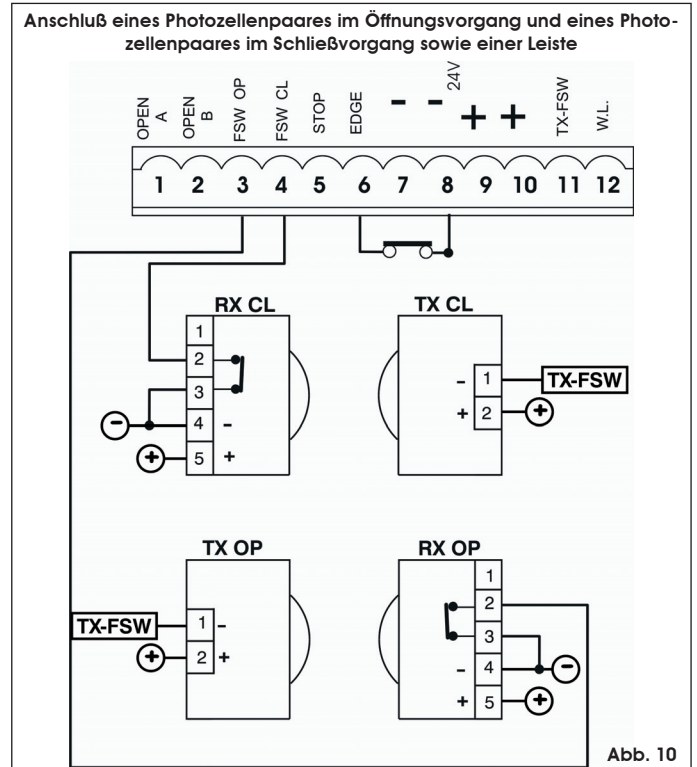 Anschluß eines Photozellenpaares im Öffnungsvorgang und eines Photo-
zellenpaares im Schließvorgang sowie einer Leiste
OPEN A
OPEN B
FSW OP
FSW CL
STOP
EDGE
- - 24V + +
TX-FSW
W.L.
1 2 3 4 5 6 7 8 9 10 11 12
RX CL
1
2
3
4 -
5 +
-
+
TX CL
- 1 TX-FSW
+ 2 +
TX OP
TX-FSW 1 -
+ 2 +
RX OP
1
2
3
- 4 -
+ 5 +
Abb. 10